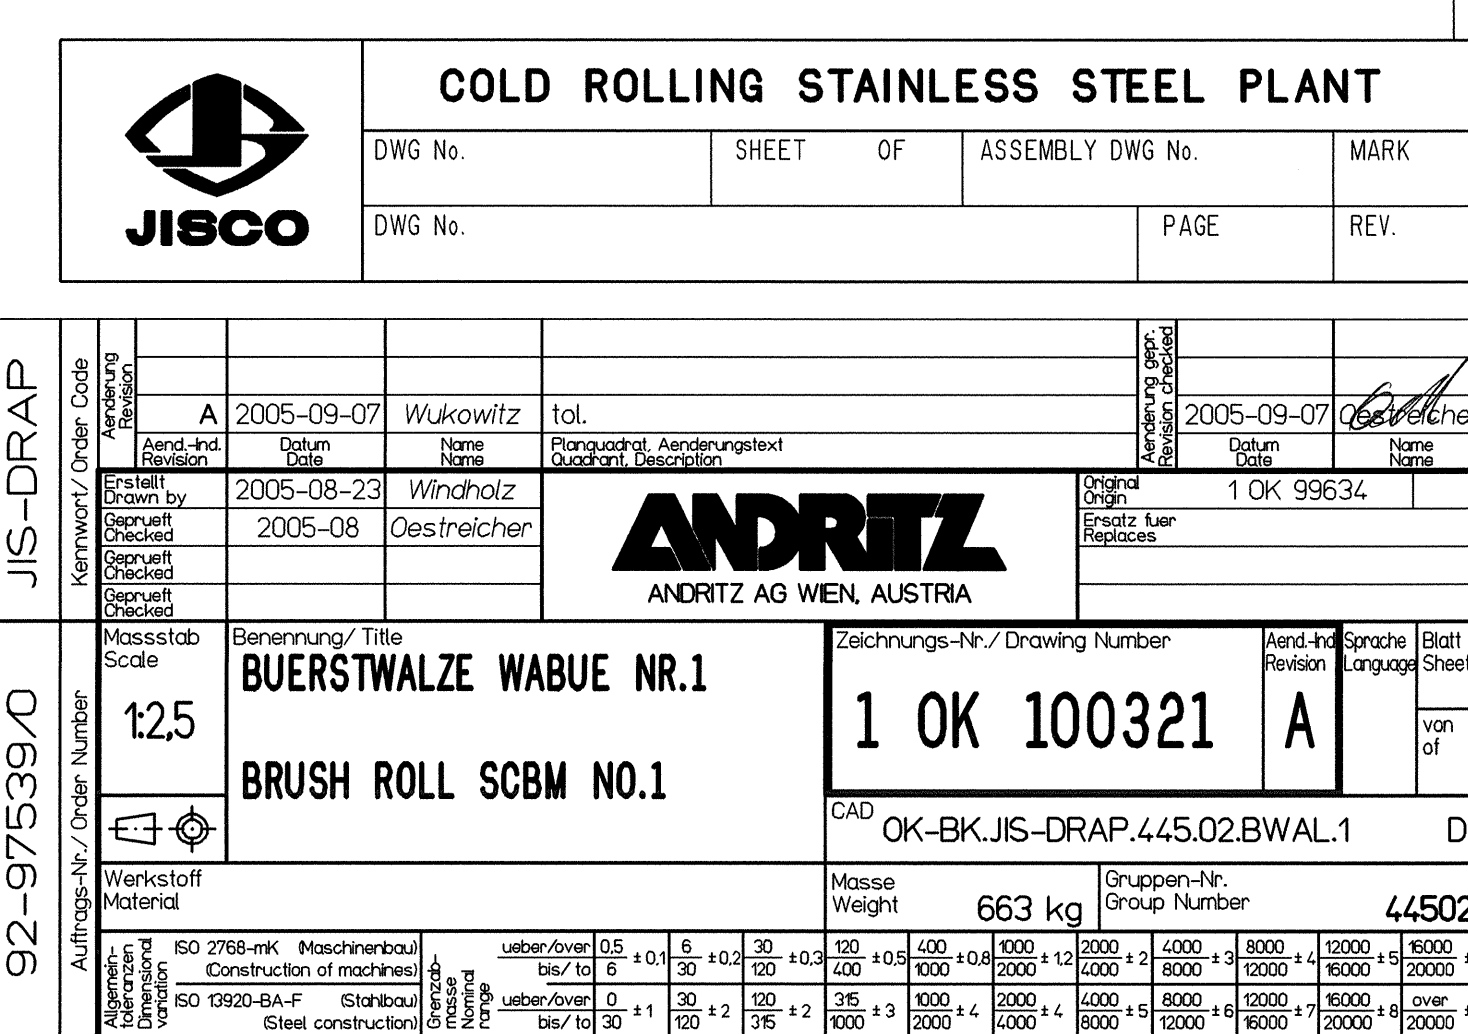 COLD ROLLING STAINLESS STEEL PLANT
JISCO
DWG No. SHEET OF ASSEMBLY DWG No. MARK
DWG No. PAGE REV.
JIS-DRAP
Kennwort/ Order Code
Aenderung
Revision
A 2005-09-07 Wukowitz tol.
Aend.-Ind. Datum Name Planquadrat, Aenderungstext
Revision Date Name Quadrant, Description
Aenderung gepr.
Revision checked
2005-09-07 Oestreiche
Datum Name
Date Name
Erstellt
Drawn by
2005-08-23 Windholz
Geprueft
Checked
2005-08 Oestreicher
Geprueft
Checked
Geprueft
Checked
ANDRITZ
ANDRITZ AG WIEN, AUSTRIA
Original
Origin
1 OK 99634
Ersatz fuer
Replaces
92-97539/0
Auftrags-Nr./ Order Number
Massstab
Scale
1:2,5
Benennung/ Title
BUERSTWALZE WABUE NR.1
BRUSH ROLL SCBM NO.1
Zeichnungs-Nr./ Drawing Number
1 OK 100321
Aend.-Ind
Revision
A
Sprache
Language
Blatt
Sheet
von
of
CAD
OK-BK.JIS-DRAP.445.02.BWAL.1 D
Werkstoff
Material
Masse
Weight
663 kg
Gruppen-Nr.
Group Number
44502
Allgemein-
toleranzen
Dimensional
variation
ISO 2768-mK (Maschinenbau)
(Construction of machines)
ISO 13920-BA-F (Stahlbau)
(Steel construction)
Grenzab-
masse
Nominal
range
ueber/over 0,5 6 30 120 400 1000 2000 4000 8000 12000 16000
±0,1 ±0,2 ±0,3 ±0,5 ±0,8 ±1,2 ±2 ±3 ±4 ±5
bis/ to 6 30 120 400 1000 2000 4000 8000 12000 16000 20000
ueber/over 0 30 120 315 1000 2000 4000 8000 12000 16000 over
±1 ±2 ±2 ±3 ±4 ±4 ±5 ±6 ±7 ±8
bis/ to 30 120 315 1000 2000 4000 8000 12000 16000 20000 20000